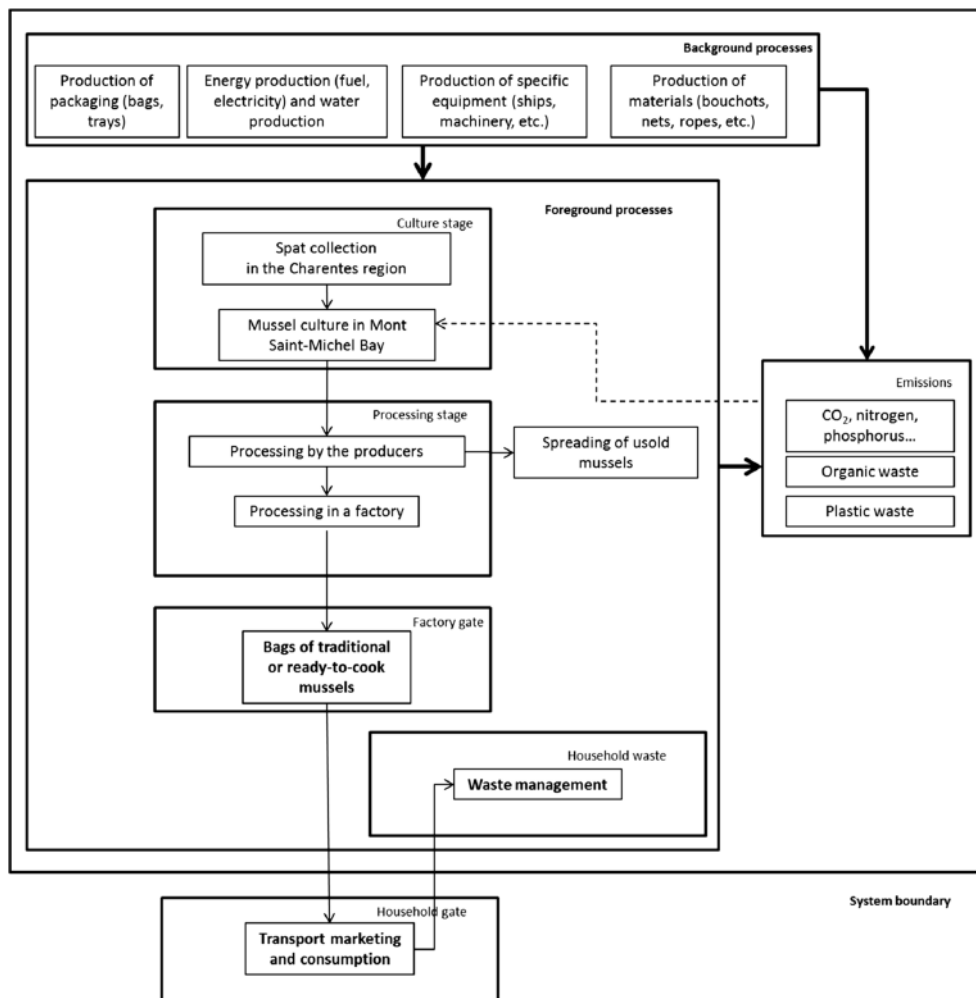 Background processes
Production of
packaging (bags,
trays)
Energy production (fuel,
electricity) and water
production
Production of specific
equipment (ships,
machinery, etc.)
Production of
materials (bouchots,
nets, ropes, etc.)
Foreground processes
Culture stage
Spat collection
in the Charentes region
Mussel culture in Mont
Saint-Michel Bay
Processing stage
Processing by the producers
Spreading of usold
mussels
Processing in a factory
Emissions
CO₂, nitrogen,
phosphorus...
Organic waste
Plastic waste
Factory gate
Bags of traditional
or ready-to-cook
mussels
Household waste
Waste management
System boundary
Household gate
Transport marketing
and consumption